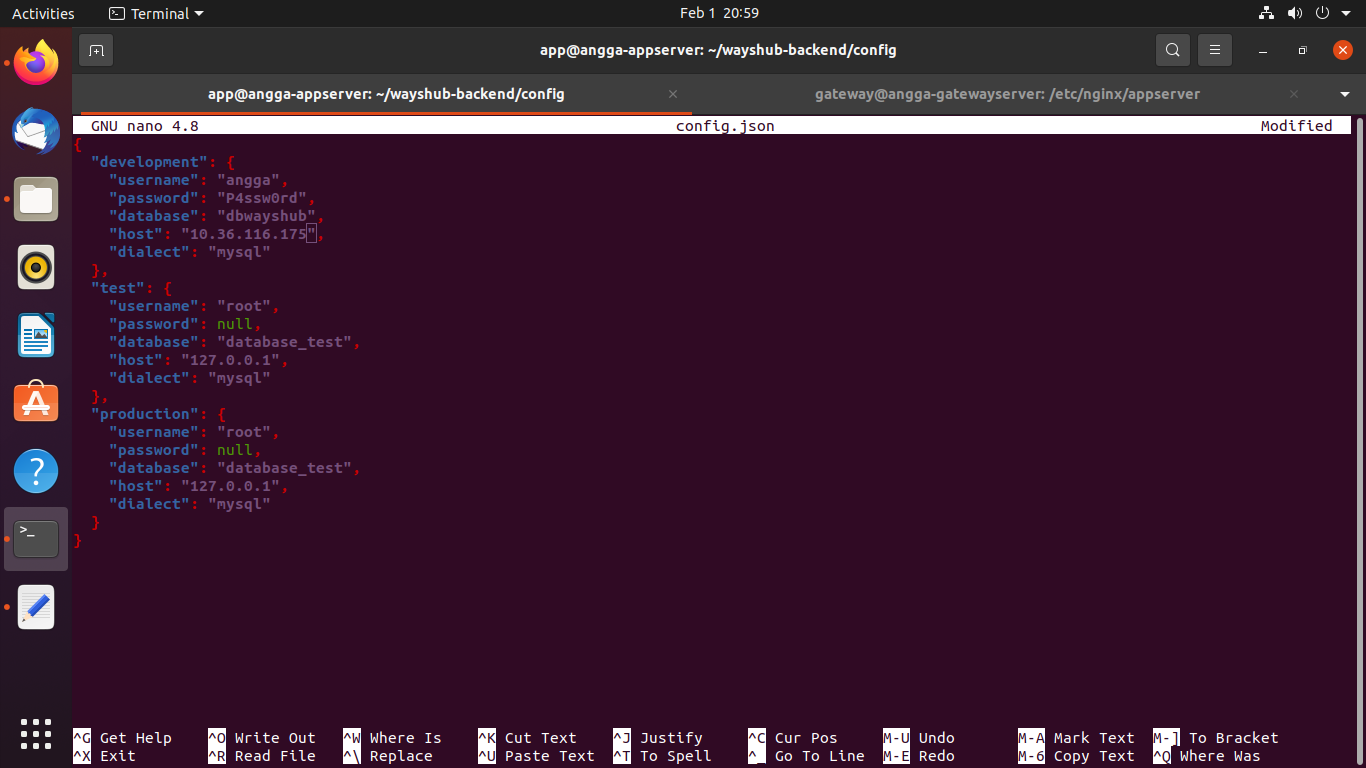 Activities Terminal Feb 1 20:59
app@angga-appserver: ~/wayshub-backend/config
app@angga-appserver: ~/wayshub-backend/config × gateway@angga-gatewayserver: /etc/nginx/appserver ×
GNU nano 4.8 config.json Modified
{
  "development": {
    "username": "angga",
    "password": "P4ssw0rd",
    "database": "dbwayshub",
    "host": "10.36.116.175",
    "dialect": "mysql"
  },
  "test": {
    "username": "root",
    "password": null,
    "database": "database_test",
    "host": "127.0.0.1",
    "dialect": "mysql"
  },
  "production": {
    "username": "root",
    "password": null,
    "database": "database_test",
    "host": "127.0.0.1",
    "dialect": "mysql"
  }
}
^G Get Help ^O Write Out ^W Where Is ^K Cut Text ^J Justify ^C Cur Pos M-U Undo M-A Mark Text M-] To Bracket
^X Exit ^R Read File ^\ Replace ^U Paste Text ^T To Spell ^_ Go To Line M-E Redo M-6 Copy Text ^Q Where Was